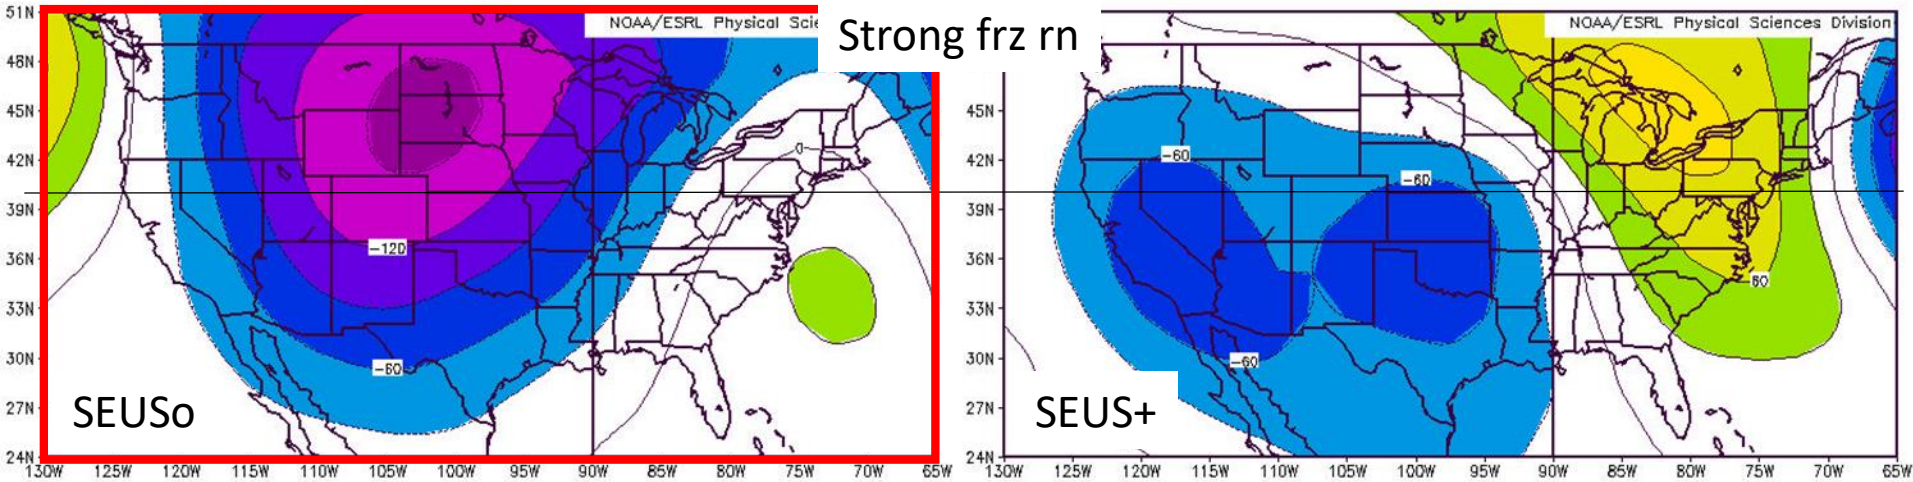 Strong frz rn
NOAA/ESRL Physical Scie
51N
48N
45N
42N
39N
36N
33N
30N
27N
24N
130W 125W 120W 115W 110W 105W 100W 95W 90W 85W 80W 75W 70W 65W
0
-120
-60
SEUSo
NOAA/ESRL Physical Sciences Division
45N
42N
39N
36N
33N
30N
27N
24N
130W 125W 120W 115W 110W 105W 100W 95W 90W 85W 80W 75W 70W 65W
-60
-60
60
-60
SEUS+